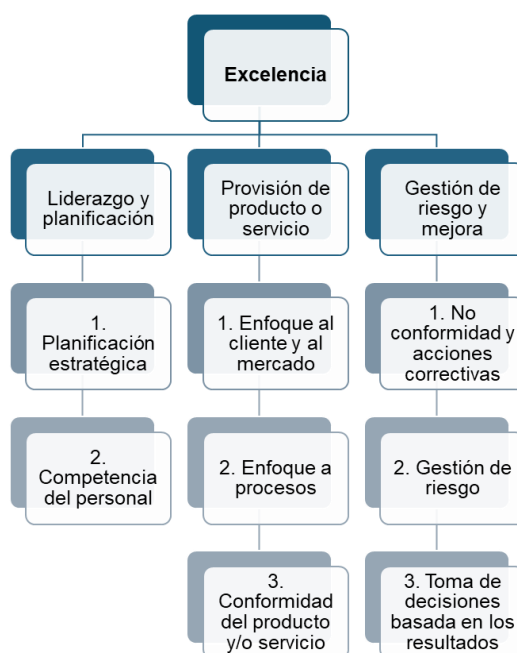 Excelencia
Liderazgo y
planificación
Provisión de
producto o
servicio
Gestión de
riesgo y
mejora
1.
Planificación
estratégica
1. Enfoque al
cliente y al
mercado
1. No
conformidad y
acciones
correctivas
2.
Competencia
del personal
2. Enfoque a
procesos
2. Gestión de
riesgo
3.
Conformidad
del producto
y/o servicio
3. Toma de
decisiones
basada en los
resultados